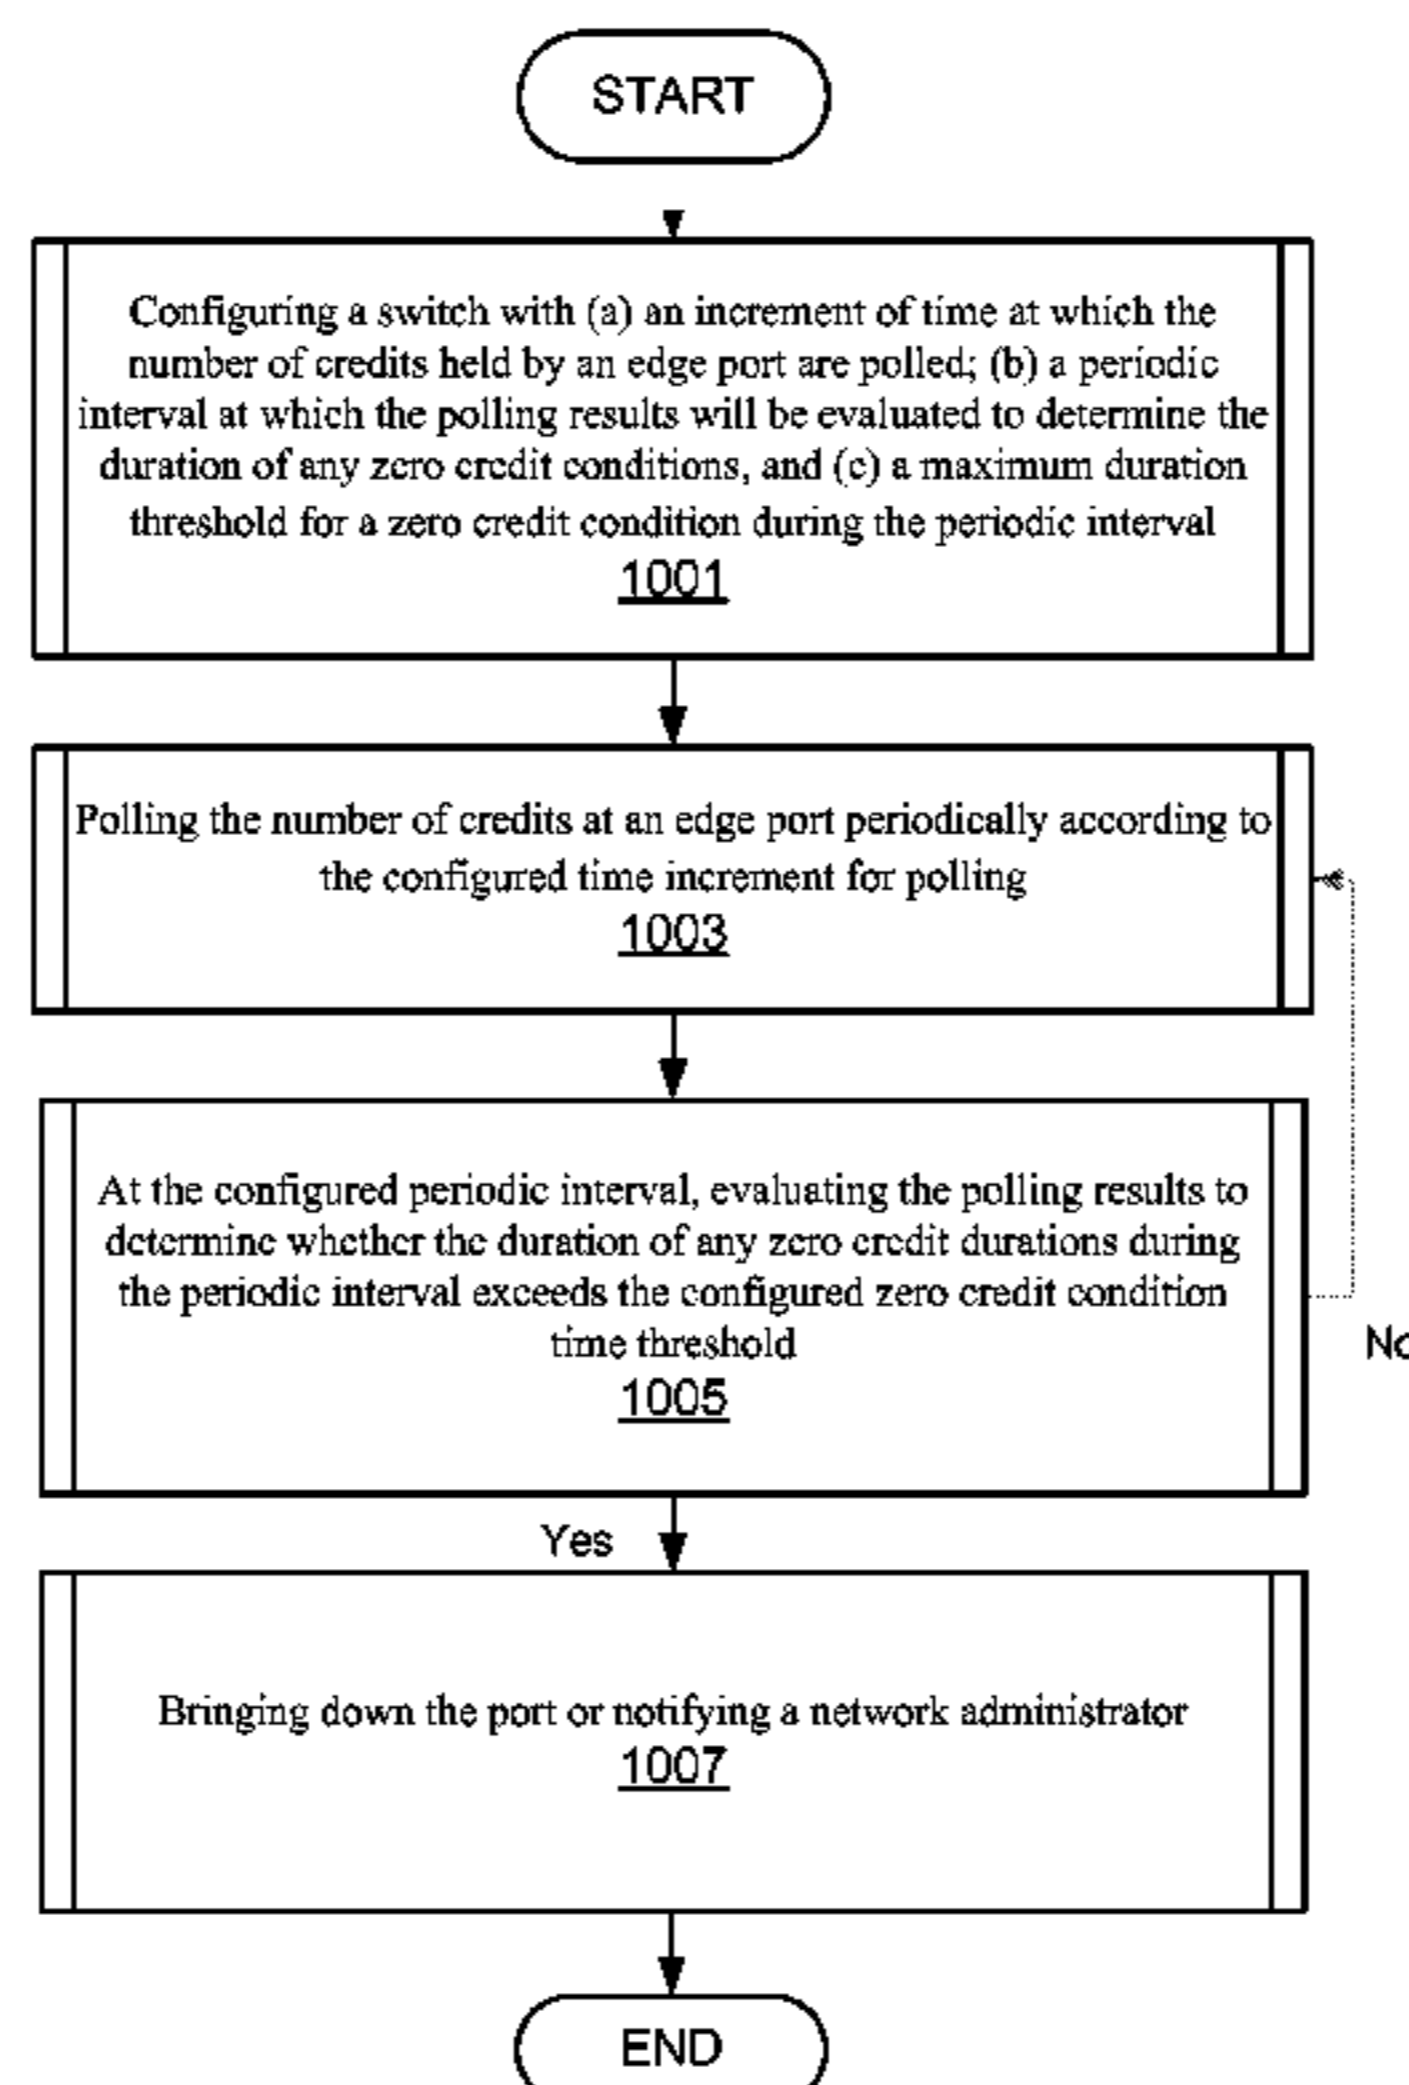 START
Configuring a switch with (a) an increment of time at which the
number of credits held by an edge port are polled; (b) a periodic
interval at which the polling results will be evaluated to determine the
duration of any zero credit conditions, and (c) a maximum duration
threshold for a zero credit condition during the periodic interval
1001
Polling the number of credits at an edge port periodically according to
the configured time increment for polling
1003
At the configured periodic interval, evaluating the polling results to
determine whether the duration of any zero credit durations during
the periodic interval exceeds the configured zero credit condition
time threshold
1005
No
Yes
Bringing down the port or notifying a network administrator
1007
END